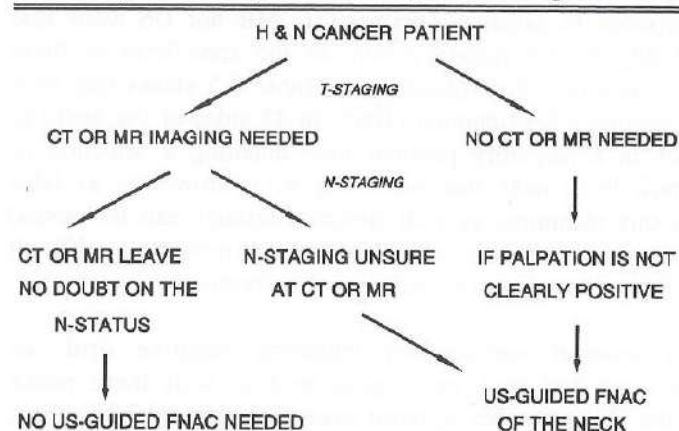 H & N CANCER PATIENT
T-STAGING
CT OR MR IMAGING NEEDED
NO CT OR MR NEEDED
N-STAGING
CT OR MR LEAVE
NO DOUBT ON THE
N-STATUS
N-STAGING UNSURE
AT CT OR MR
IF PALPATION IS NOT
CLEARLY POSITIVE
NO US-GUIDED FNAC NEEDED
US-GUIDED FNAC
OF THE NECK